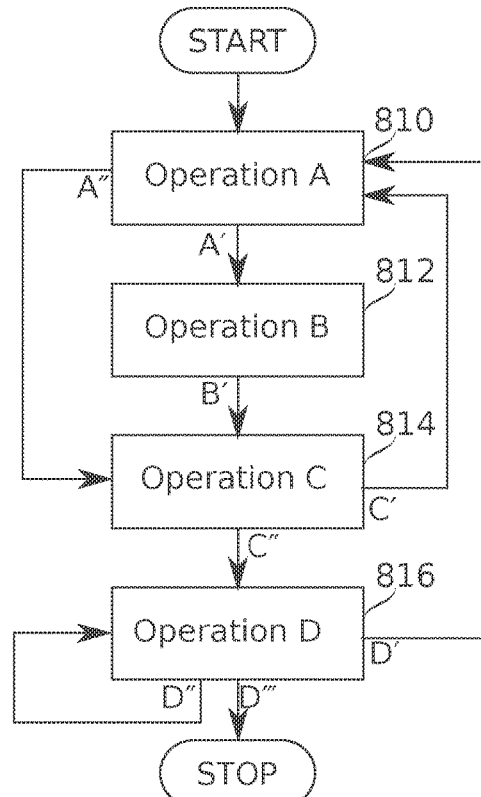 START
810
Operation A
A″
A′
812
Operation B
B′
814
Operation C
C′
C″
816
Operation D
D′
D″
D‴
STOP